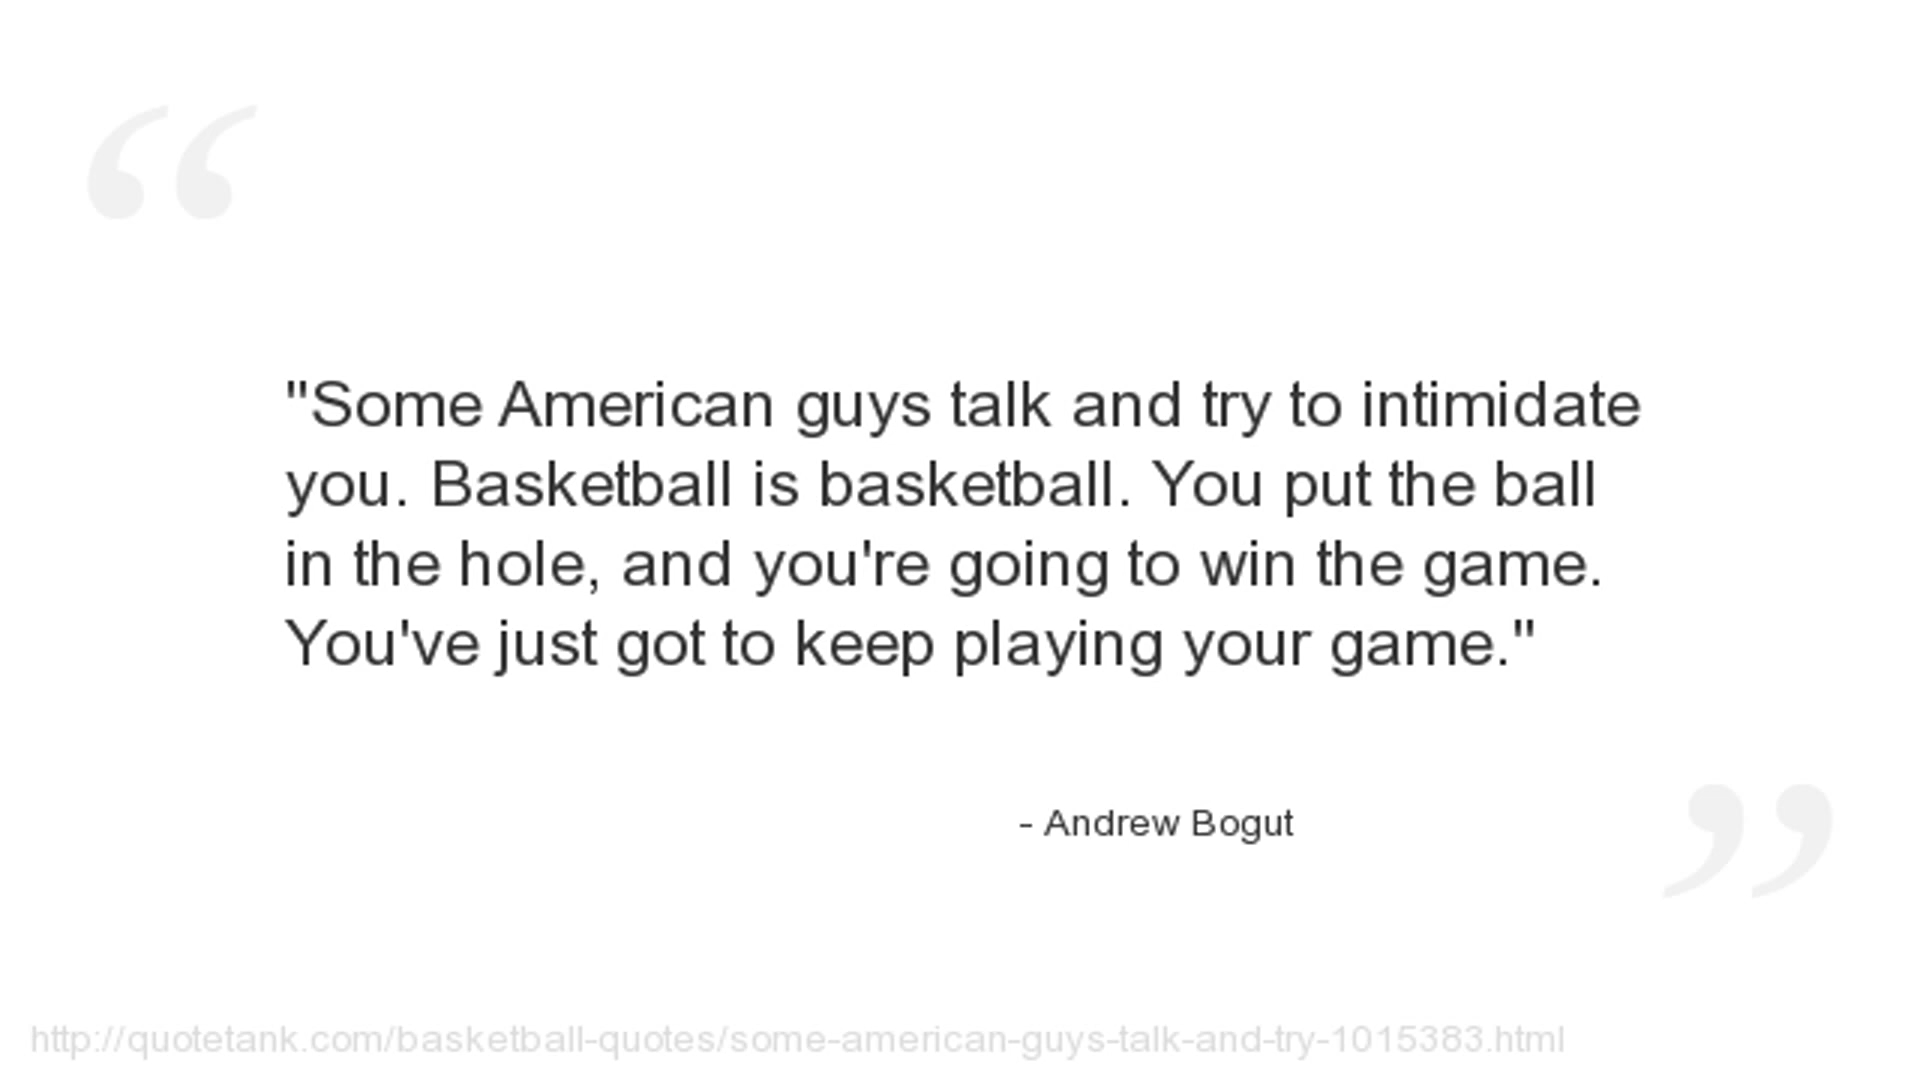 "Some American guys talk and try to intimidate
you. Basketball is basketball. You put the ball
in the hole, and you're going to win the game.
You've just got to keep playing your game."
- Andrew Bogut
http://quotetank.com/basketball-quotes/some-american-guys-talk-and-try-1015383.html